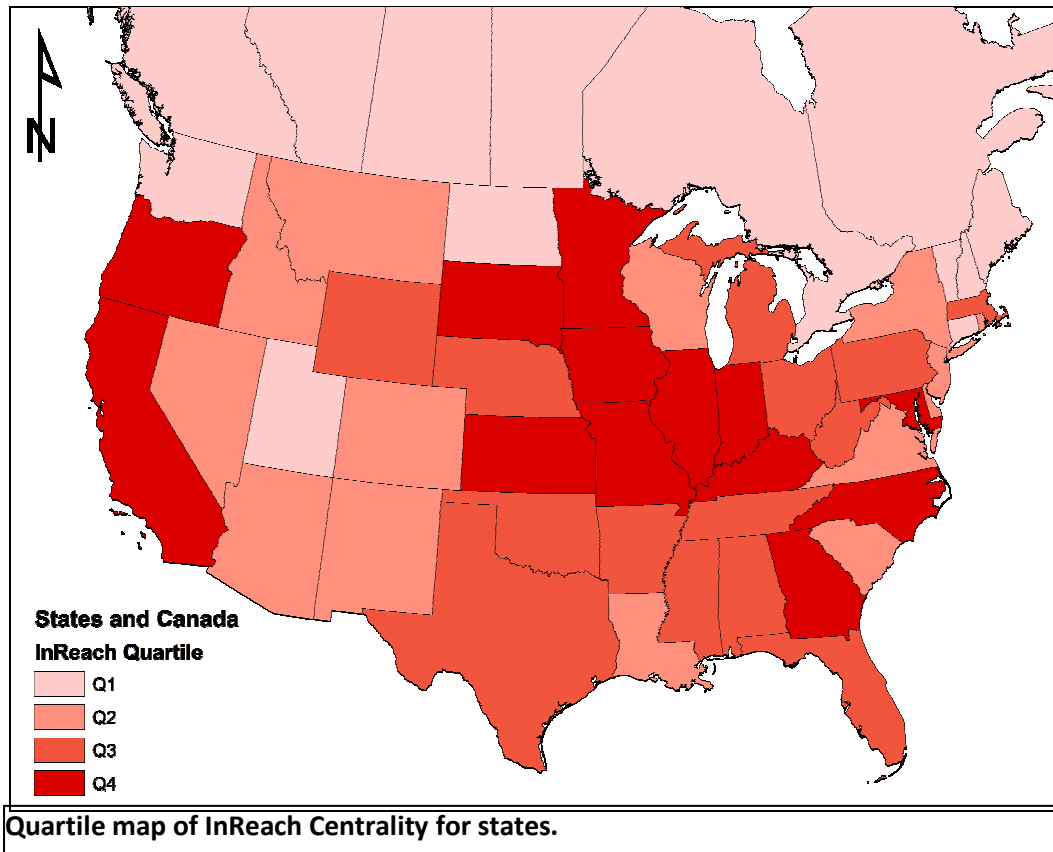 N
States and Canada
InReach Quartile
Q1
Q2
Q3
Q4
Quartile map of InReach Centrality for states.